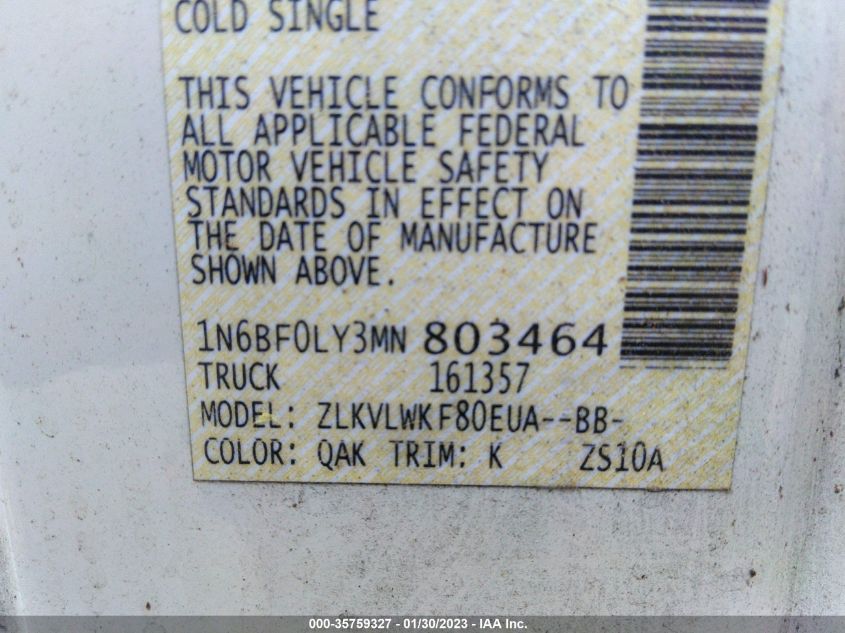 COLD SINGLE
THIS VEHICLE CONFORMS TO
ALL APPLICABLE FEDERAL
MOTOR VEHICLE SAFETY
STANDARDS IN EFFECT ON
THE DATE OF MANUFACTURE
SHOWN ABOVE.
1N6BF0LY3MN 803464
TRUCK 161357
MODEL: ZLKVLWKF80EUA--BB-
COLOR: QAK TRIM: K ZS10A
000-35759327 - 01/30/2023 - IAA Inc.